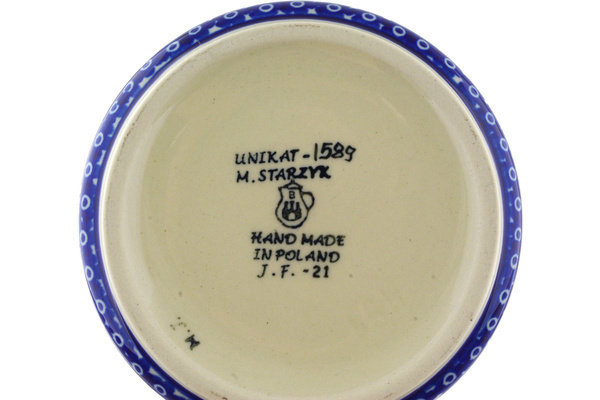 UNIKAT - 1589
M. STARZYK
B
HAND MADE
IN POLAND
J.F. - 21